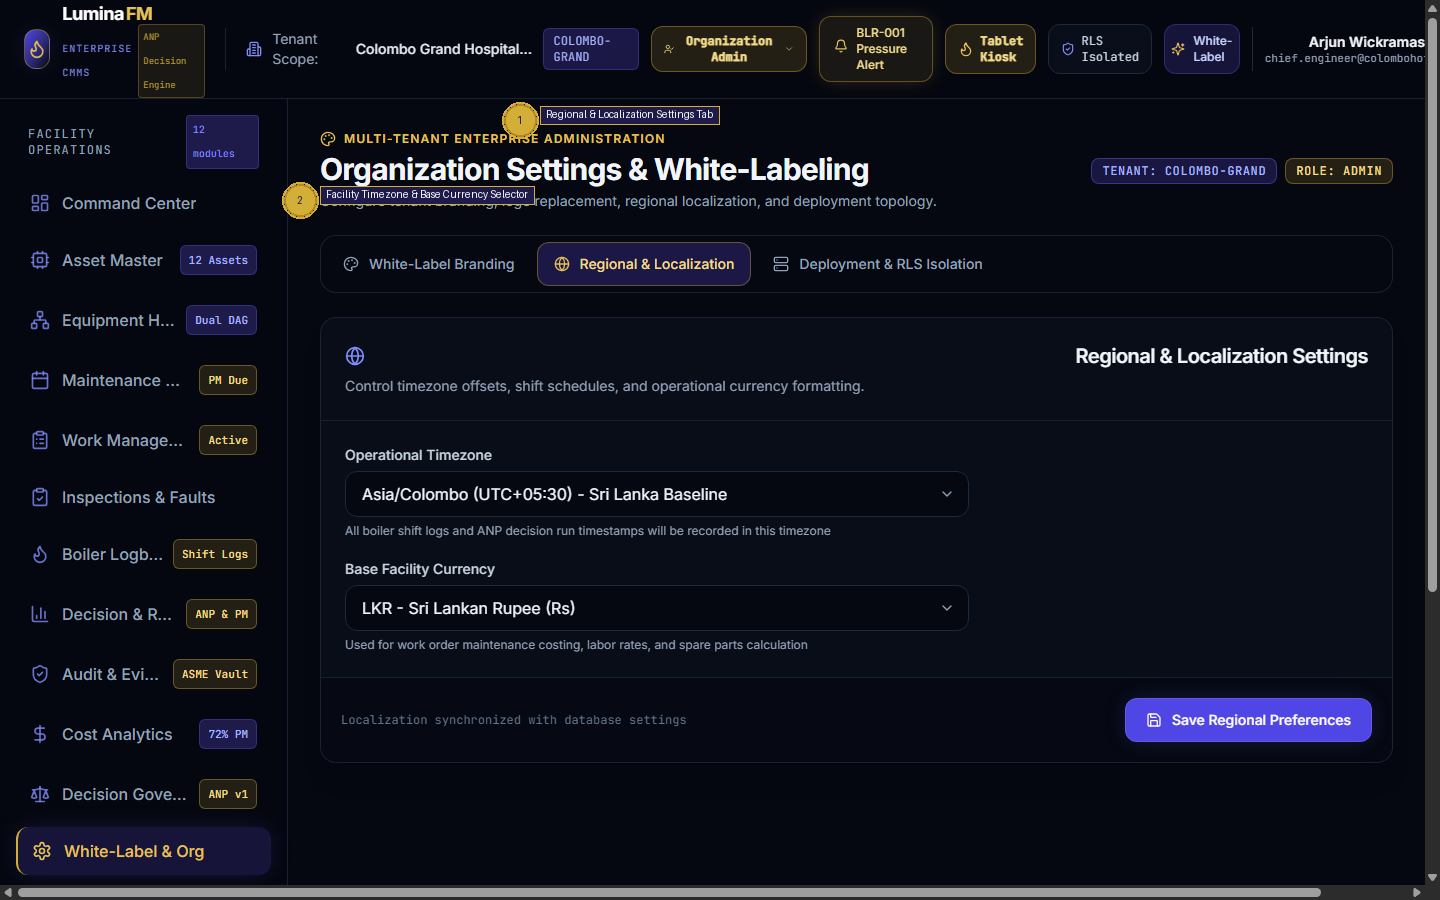 LuminaFM
ENTERPRISE
CMMS
ANP
Decision
Engine
Tenant
Scope:
Colombo Grand Hospital...
COLOMBO-
GRAND
Organization
Admin
BLR-001
Pressure
Alert
Tablet
Kiosk
RLS
Isolated
White-
Label
Arjun Wickramas
chief.engineer@colomboho
FACILITY
OPERATIONS
12
modules
Command Center
Asset Master
12 Assets
Equipment H...
Dual DAG
Maintenance ...
PM Due
Work Manage...
Active
Inspections & Faults
Boiler Logb...
Shift Logs
Decision & R...
ANP & PM
Audit & Evi...
ASME Vault
Cost Analytics
72% PM
Decision Gove...
ANP v1
White-Label & Org
1
Regional & Localization Settings Tab
MULTI-TENANT ENTERPRISE ADMINISTRATION
Organization Settings & White-Labeling
TENANT: COLOMBO-GRAND
ROLE: ADMIN
2
Facility Timezone & Base Currency Selector
replacement, regional localization, and deployment topology.
White-Label Branding
Regional & Localization
Deployment & RLS Isolation
Regional & Localization Settings
Control timezone offsets, shift schedules, and operational currency formatting.
Operational Timezone
Asia/Colombo (UTC+05:30) - Sri Lanka Baseline
All boiler shift logs and ANP decision run timestamps will be recorded in this timezone
Base Facility Currency
LKR - Sri Lankan Rupee (Rs)
Used for work order maintenance costing, labor rates, and spare parts calculation
Localization synchronized with database settings
Save Regional Preferences